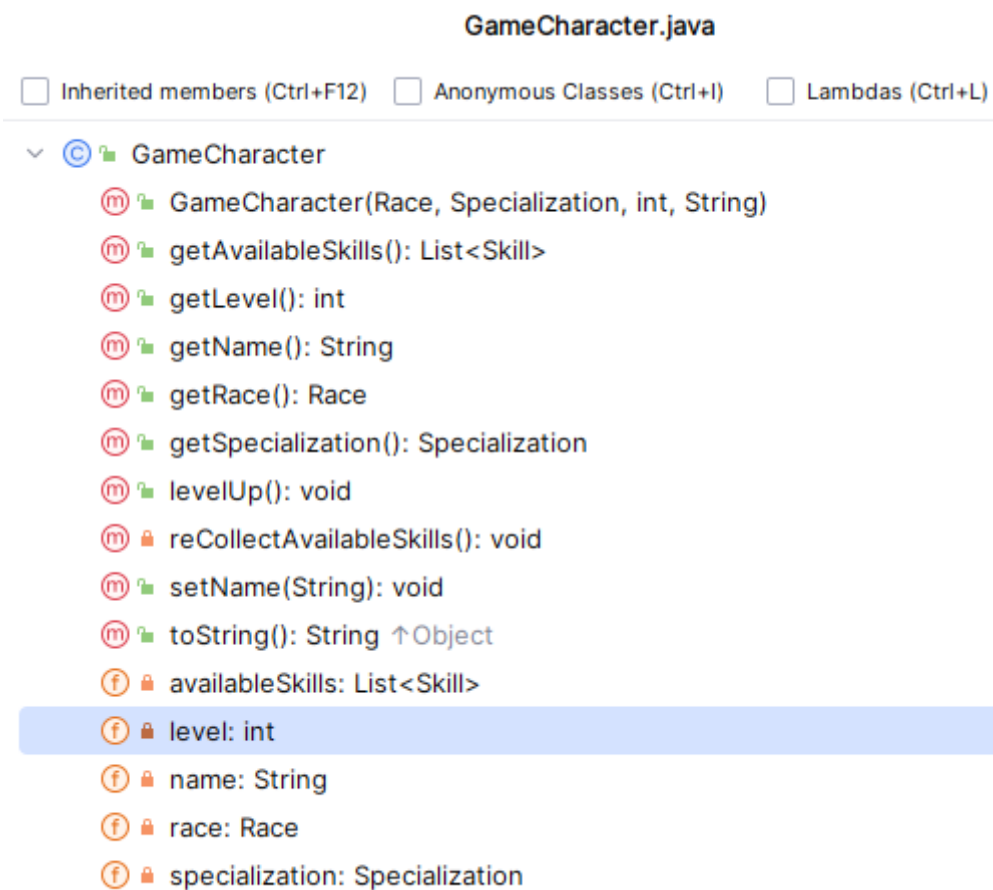 GameCharacter.java
Inherited members (Ctrl+F12) Anonymous Classes (Ctrl+I) Lambdas (Ctrl+L)
C GameCharacter
m GameCharacter(Race, Specialization, int, String)
m getAvailableSkills(): List<Skill>
m getLevel(): int
m getName(): String
m getRace(): Race
m getSpecialization(): Specialization
m levelUp(): void
m reCollectAvailableSkills(): void
m setName(String): void
m toString(): String ↑Object
f availableSkills: List<Skill>
f level: int
f name: String
f race: Race
f specialization: Specialization